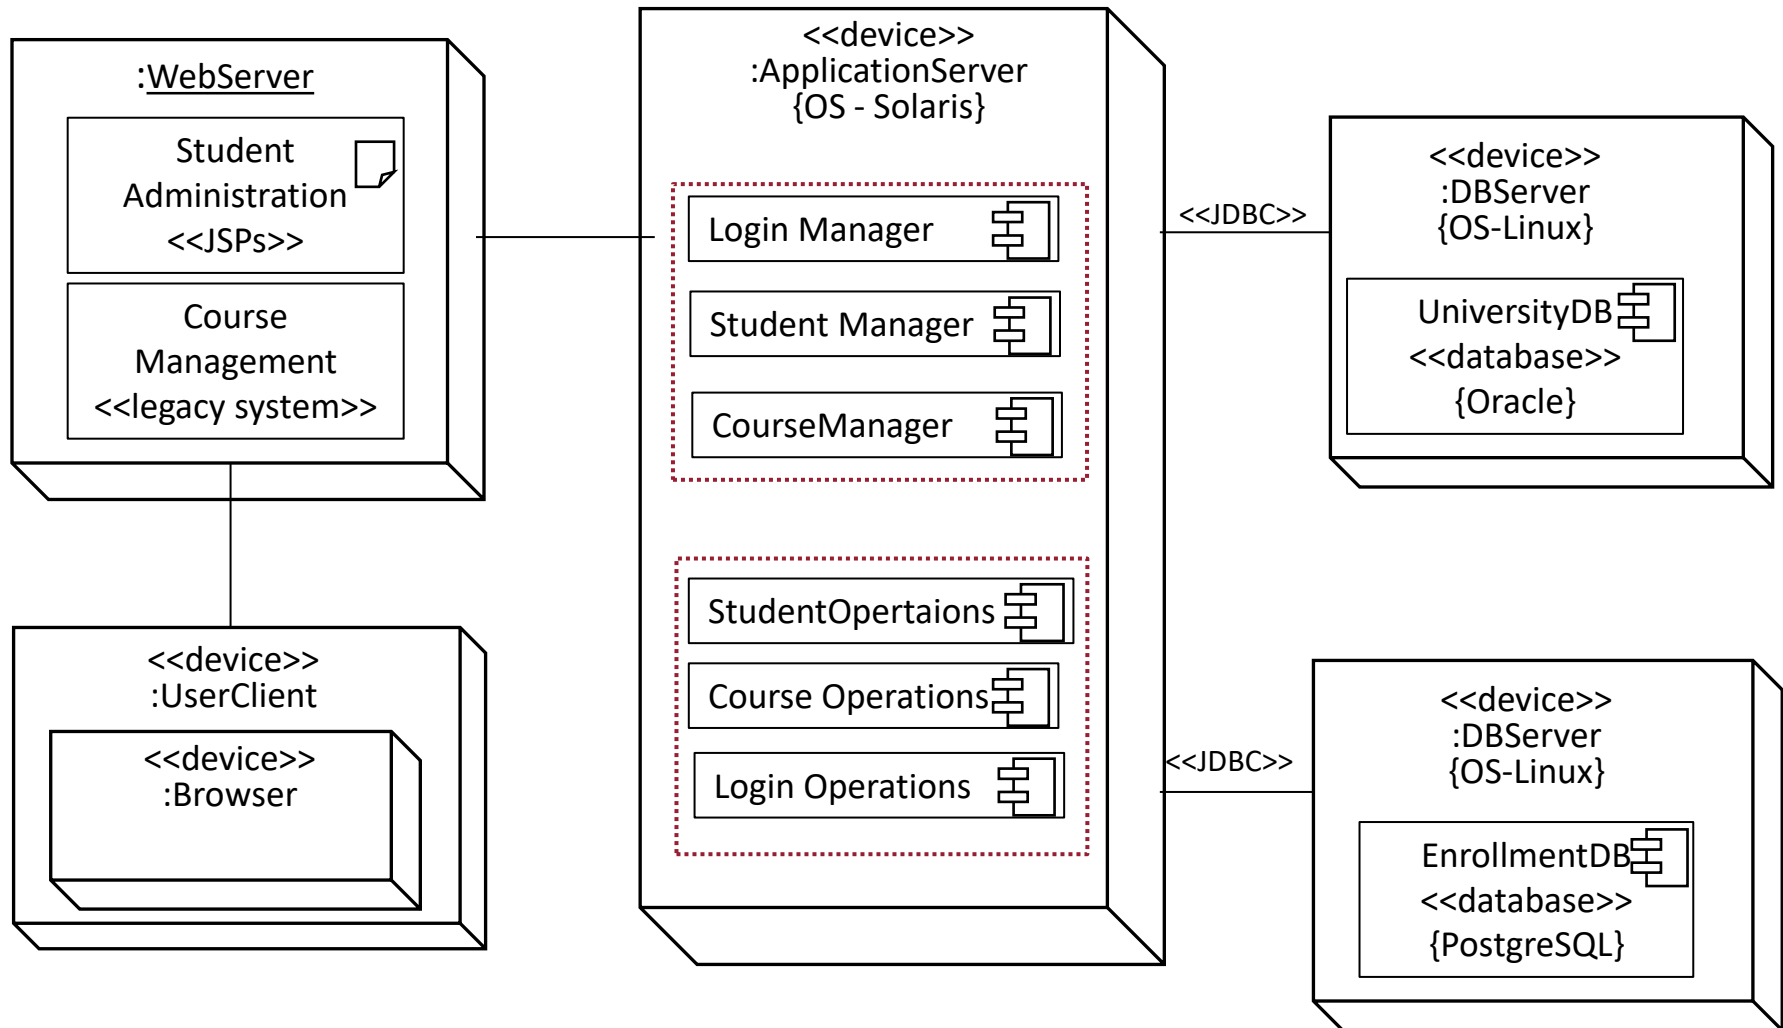 :WebServer
Student
Administration
<<JSPs>>
Course
Management
<<legacy system>>
<<device>>
:UserClient
<<device>>
:Browser
<<device>>
:ApplicationServer
{OS - Solaris}
Login Manager
Student Manager
CourseManager
StudentOpertaions
Course Operations
Login Operations
<<JDBC>>
<<JDBC>>
<<device>>
:DBServer
{OS-Linux}
UniversityDB
<<database>>
{Oracle}
<<device>>
:DBServer
{OS-Linux}
EnrollmentDB
<<database>>
{PostgreSQL}